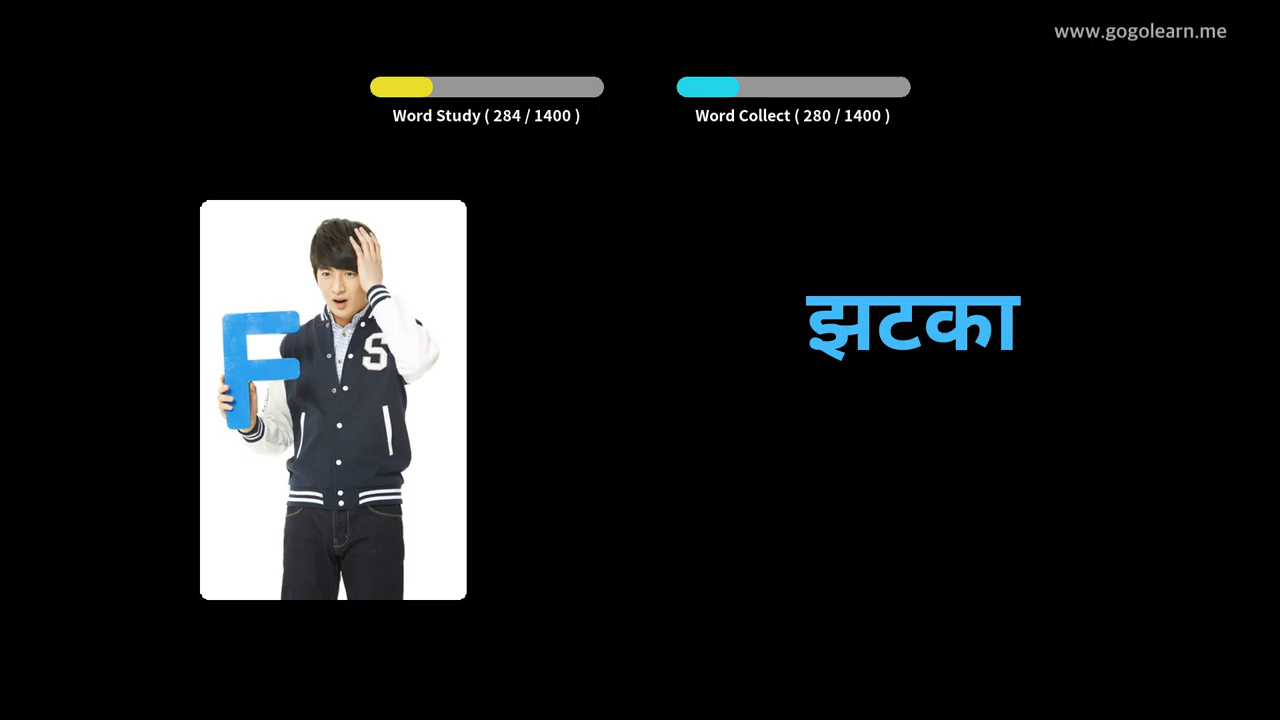 www.gogolearn.me
Word Study ( 284 / 1400 )
Word Collect ( 280 / 1400 )
F
S
झटका